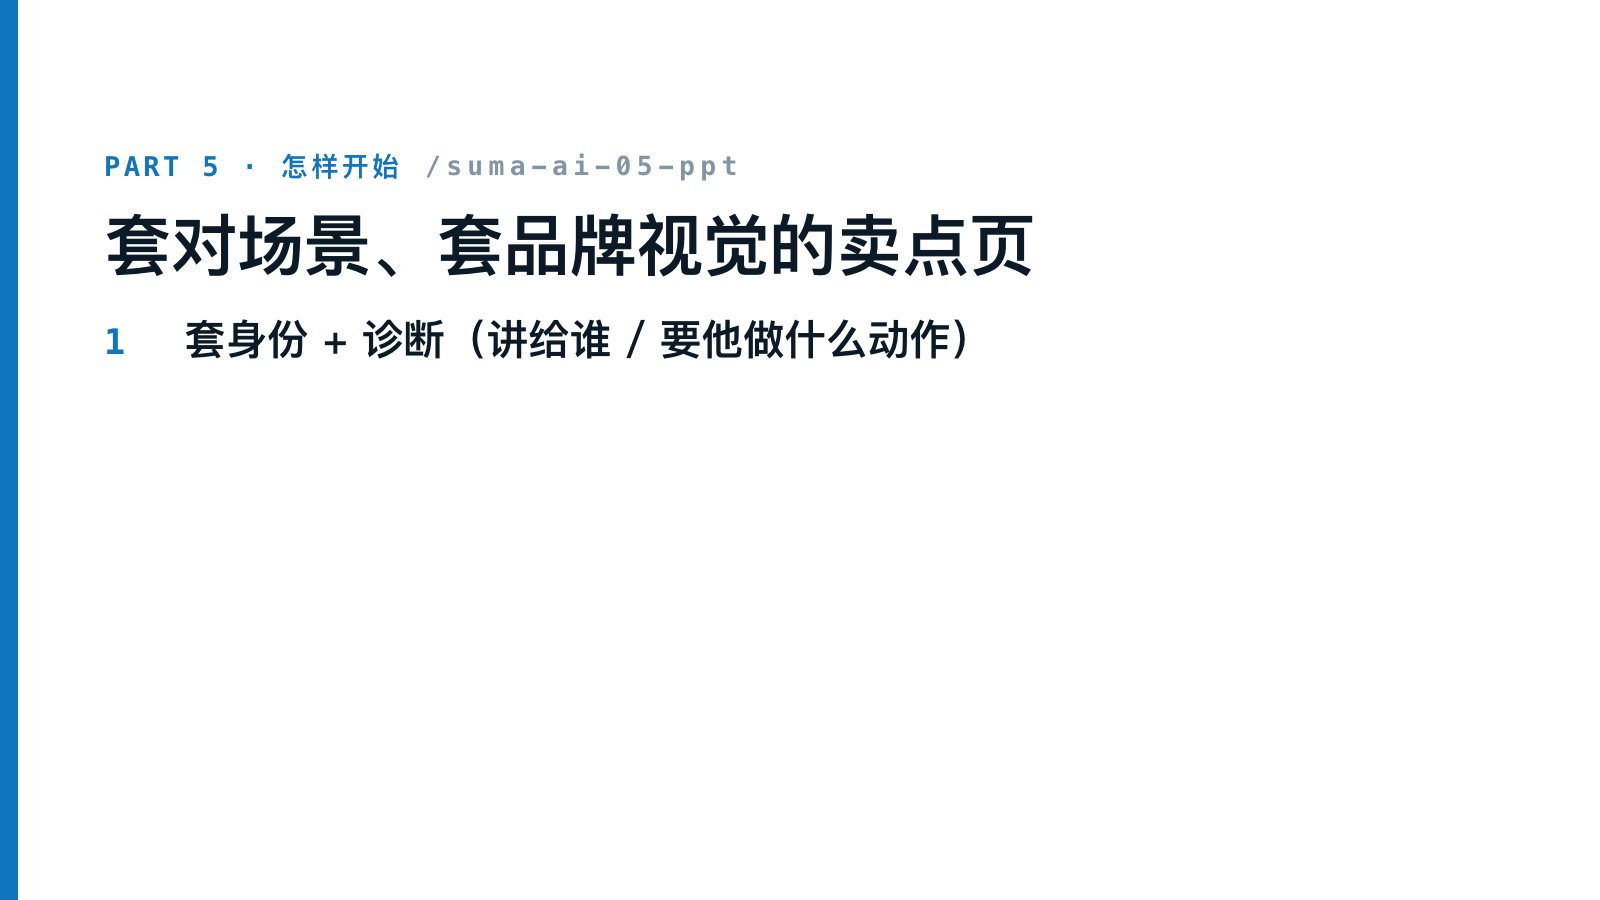 PART 5 · 怎样开始 /suma-ai-05-ppt
套对场景、套品牌视觉的卖点页
1 套身份 + 诊断（讲给谁 / 要他做什么动作）